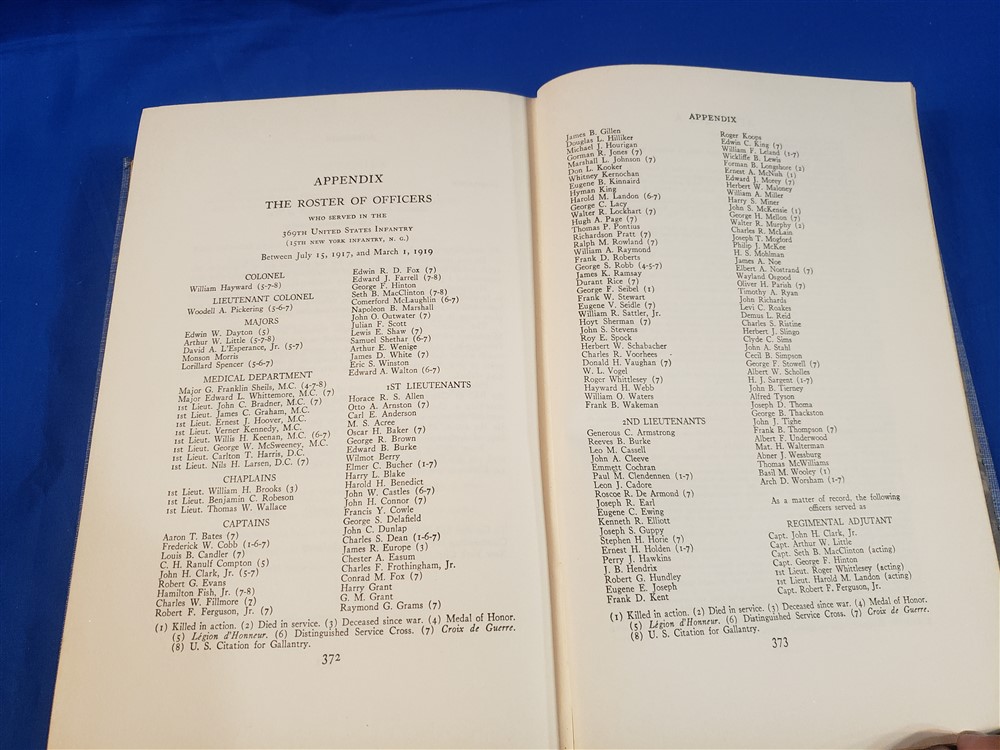 APPENDIX
THE ROSTER OF OFFICERS
WHO SERVED IN THE
369TH UNITED STATES INFANTRY
(15TH NEW YORK INFANTRY, N. G.)
Between July 15, 1917, and March 1, 1919
COLONEL
William Hayward (5-7-8)
LIEUTENANT COLONEL
Woodell A. Pickering (5-6-7)
MAJORS
Edwin W. Dayton (5)
Arthur W. Little (5-7-8)
David A. L'Esperance, Jr. (5-7)
Monson Morris
Lorillard Spencer (5-6-7)
MEDICAL DEPARTMENT
Major G. Franklin Sheils, M.C. (4-7-8)
Major Edward L. Whittemore, M.C. (7)
1st Lieut. John C. Bradner, M.C. (7)
1st Lieut. James C. Graham, M.C.
1st Lieut. Ernest J. Hoover, M.C.
1st Lieut. Verner Kennedy, M.C.
1st Lieut. Willis H. Keenan, M.C. (6-7)
1st Lieut. George W. McSweeney, M.C.
1st Lieut. Carlton T. Harris, D.C.
1st Lieut. Nils H. Larsen, D.C. (7)
CHAPLAINS
1st Lieut. William H. Brooks (3)
1st Lieut. Benjamin C. Robeson
1st Lieut. Thomas W. Wallace
CAPTAINS
Aaron T. Bates (7)
Frederick W. Cobb (1-6-7)
Louis B. Candler (7)
C. H. Ranulf Compton (5)
John H. Clark, Jr. (5-7)
Robert G. Evans
Hamilton Fish, Jr. (7-8)
Charles W. Fillmore (7)
Robert F. Ferguson, Jr. (7)
Edwin R. D. Fox (7)
Edward J. Farrell (7-8)
George F. Hinton
Seth B. MacClinton (7-8)
Comerford McLaughlin (6-7)
Napoleon B. Marshall
John O. Outwater (7)
Julian F. Scott
Lewis E. Shaw (7)
Samuel Shethar (6-7)
Arthur E. Wenige
James D. White (7)
Eric S. Winston
Edward A. Walton (6-7)
1ST LIEUTENANTS
Horace R. S. Allen
Otto A. Arnston (7)
Carl E. Anderson
M. S. Acree
Oscar H. Baker (7)
George R. Brown
Edward B. Burke
Wilmot Berry
Elmer C. Bucher (1-7)
Harry L. Blake
Harold H. Benedict
John W. Castles (6-7)
John H. Connor (7)
Francis Y. Cowle
George S. Delafield
John C. Dunlap
Charles S. Dean (1-6-7)
James R. Europe (3)
Chester A. Easum
Charles F. Frothingham, Jr.
Conrad M. Fox (7)
Harry Grant
G. M. Grant
Raymond G. Grams (7)
(1) Killed in action. (2) Died in service. (3) Deceased since war. (4) Medal of Honor.
(5) Légion d'Honneur. (6) Distinguished Service Cross. (7) Croix de Guerre.
(8) U. S. Citation for Gallantry.
372
APPENDIX
James B. Gillen
Douglas L. Hilliker
Michael J. Hourigan
Gorman R. Jones (7)
Marshall L. Johnson (7)
Don L. Kooker
Whitney Kernochan
Eugene B. Kinnaird
Hyman King
Harold M. Landon (6-7)
George C. Lacy
Walter R. Lockhart (7)
Hugh A. Page (7)
Thomas P. Pontius
Richardson Pratt (7)
Ralph M. Rowland (7)
William A. Raymond
Frank D. Roberts
George S. Robb (4-5-7)
James K. Ramsay
Durant Rice (7)
George F. Seibel (1)
Frank W. Stewart
Eugene V. Seidle (7)
William R. Sattler, Jr.
Hoyt Sherman (7)
John S. Stevens
Roy E. Spock
Herbert W. Schabacher
Charles R. Voorhees
Donald H. Vaughan (7)
W. L. Vogel
Roger Whittlesey (7)
Hayward H. Webb
William O. Waters
Frank B. Wakeman
2ND LIEUTENANTS
Generous C. Armstrong
Reeves B. Burke
Leo M. Cassell
John A. Cleeve
Emmett Cochran
Paul M. Clendennen (1-7)
Leon J. Cadore
Roscoe R. De Armond (7)
Joseph R. Earl
Eugene C. Ewing
Kenneth R. Elliott
Joseph S. Guppy
Stephen H. Horie (7)
Ernest H. Holden (1-7)
Perry J. Hawkins
J. B. Hendrix
Robert G. Hundley
Eugene E. Joseph
Frank D. Kent
Roger Koops
Edwin C. King (7)
William F. Leland (1-7)
Wickliffe B. Lewis
Forman B. Longshore (2)
Ernest A. McNish (1)
Edward J. Morey (7)
Herbert W. Maloney
William A. Miller
Harry S. Miner
John S. McKensie (1)
George H. Mellon (7)
Walter R. Murphy (2)
Charles R. McLain
Joseph T. Mogford
Philip J. McKee
H. S. Mohlman
James A. Noe
Elbert A. Nostrand (7)
Wayland Osgood
Oliver H. Parish (7)
Timothy A. Ryan
John Richards
Levi C. Roakes
Demus L. Reid
Charles S. Ristine
Herbert J. Slingo
Clyde C. Sims
John A. Stahl
Cecil B. Simpson
George F. Stowell (7)
Albert W. Scholles
H. J. Sargent (1-7)
John B. Tierney
Alfred Tyson
Joseph D. Thoma
George B. Thackston
John J. Tighe
Frank B. Thompson (7)
Albert F. Underwood
Mat. H. Walterman
Abner J. Wessburg
Thomas McWilliams
Basil M. Wooley (1)
Arch D. Worsham (1-7)
As a matter of record, the following
officers served as
REGIMENTAL ADJUTANT
Capt. John H. Clark, Jr.
Capt. Arthur W. Little
Capt. Seth B. MacClinton (acting)
Capt. George F. Hinton
1st Lieut. Roger Whittlesey (acting)
1st Lieut. Harold M. Landon (acting)
Capt. Robert F. Ferguson, Jr.
(1) Killed in action. (2) Died in service. (3) Deceased since war. (4) Medal of Honor.
(5) Légion d'Honneur. (6) Distinguished Service Cross. (7) Croix de Guerre.
(8) U. S. Citation for Gallantry.
373